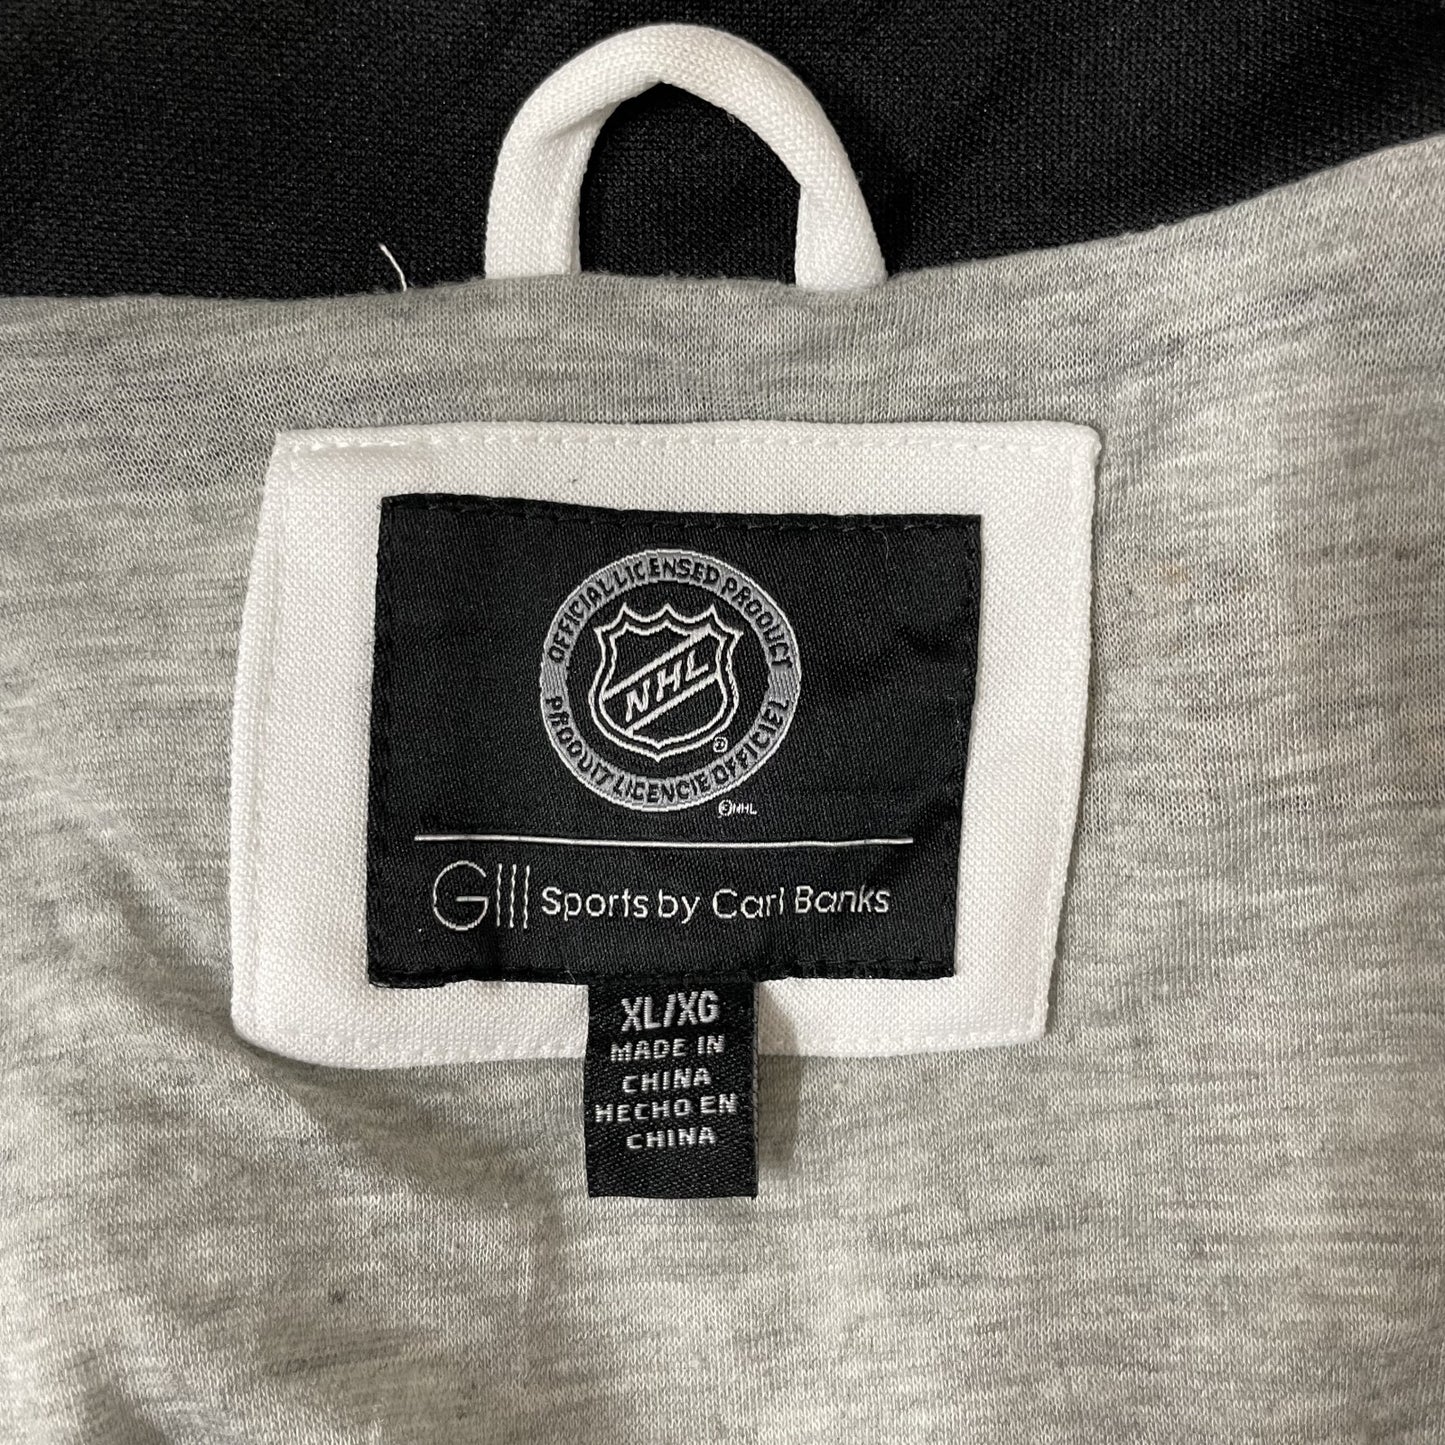 OFFICIAL LICENSED PRODUCT
NHL
®
PRODUIT LICENCIE OFFICIEL
©NHL
GIII Sports by Carl Banks
XL/XG
MADE IN
CHINA
HECHO EN
CHINA